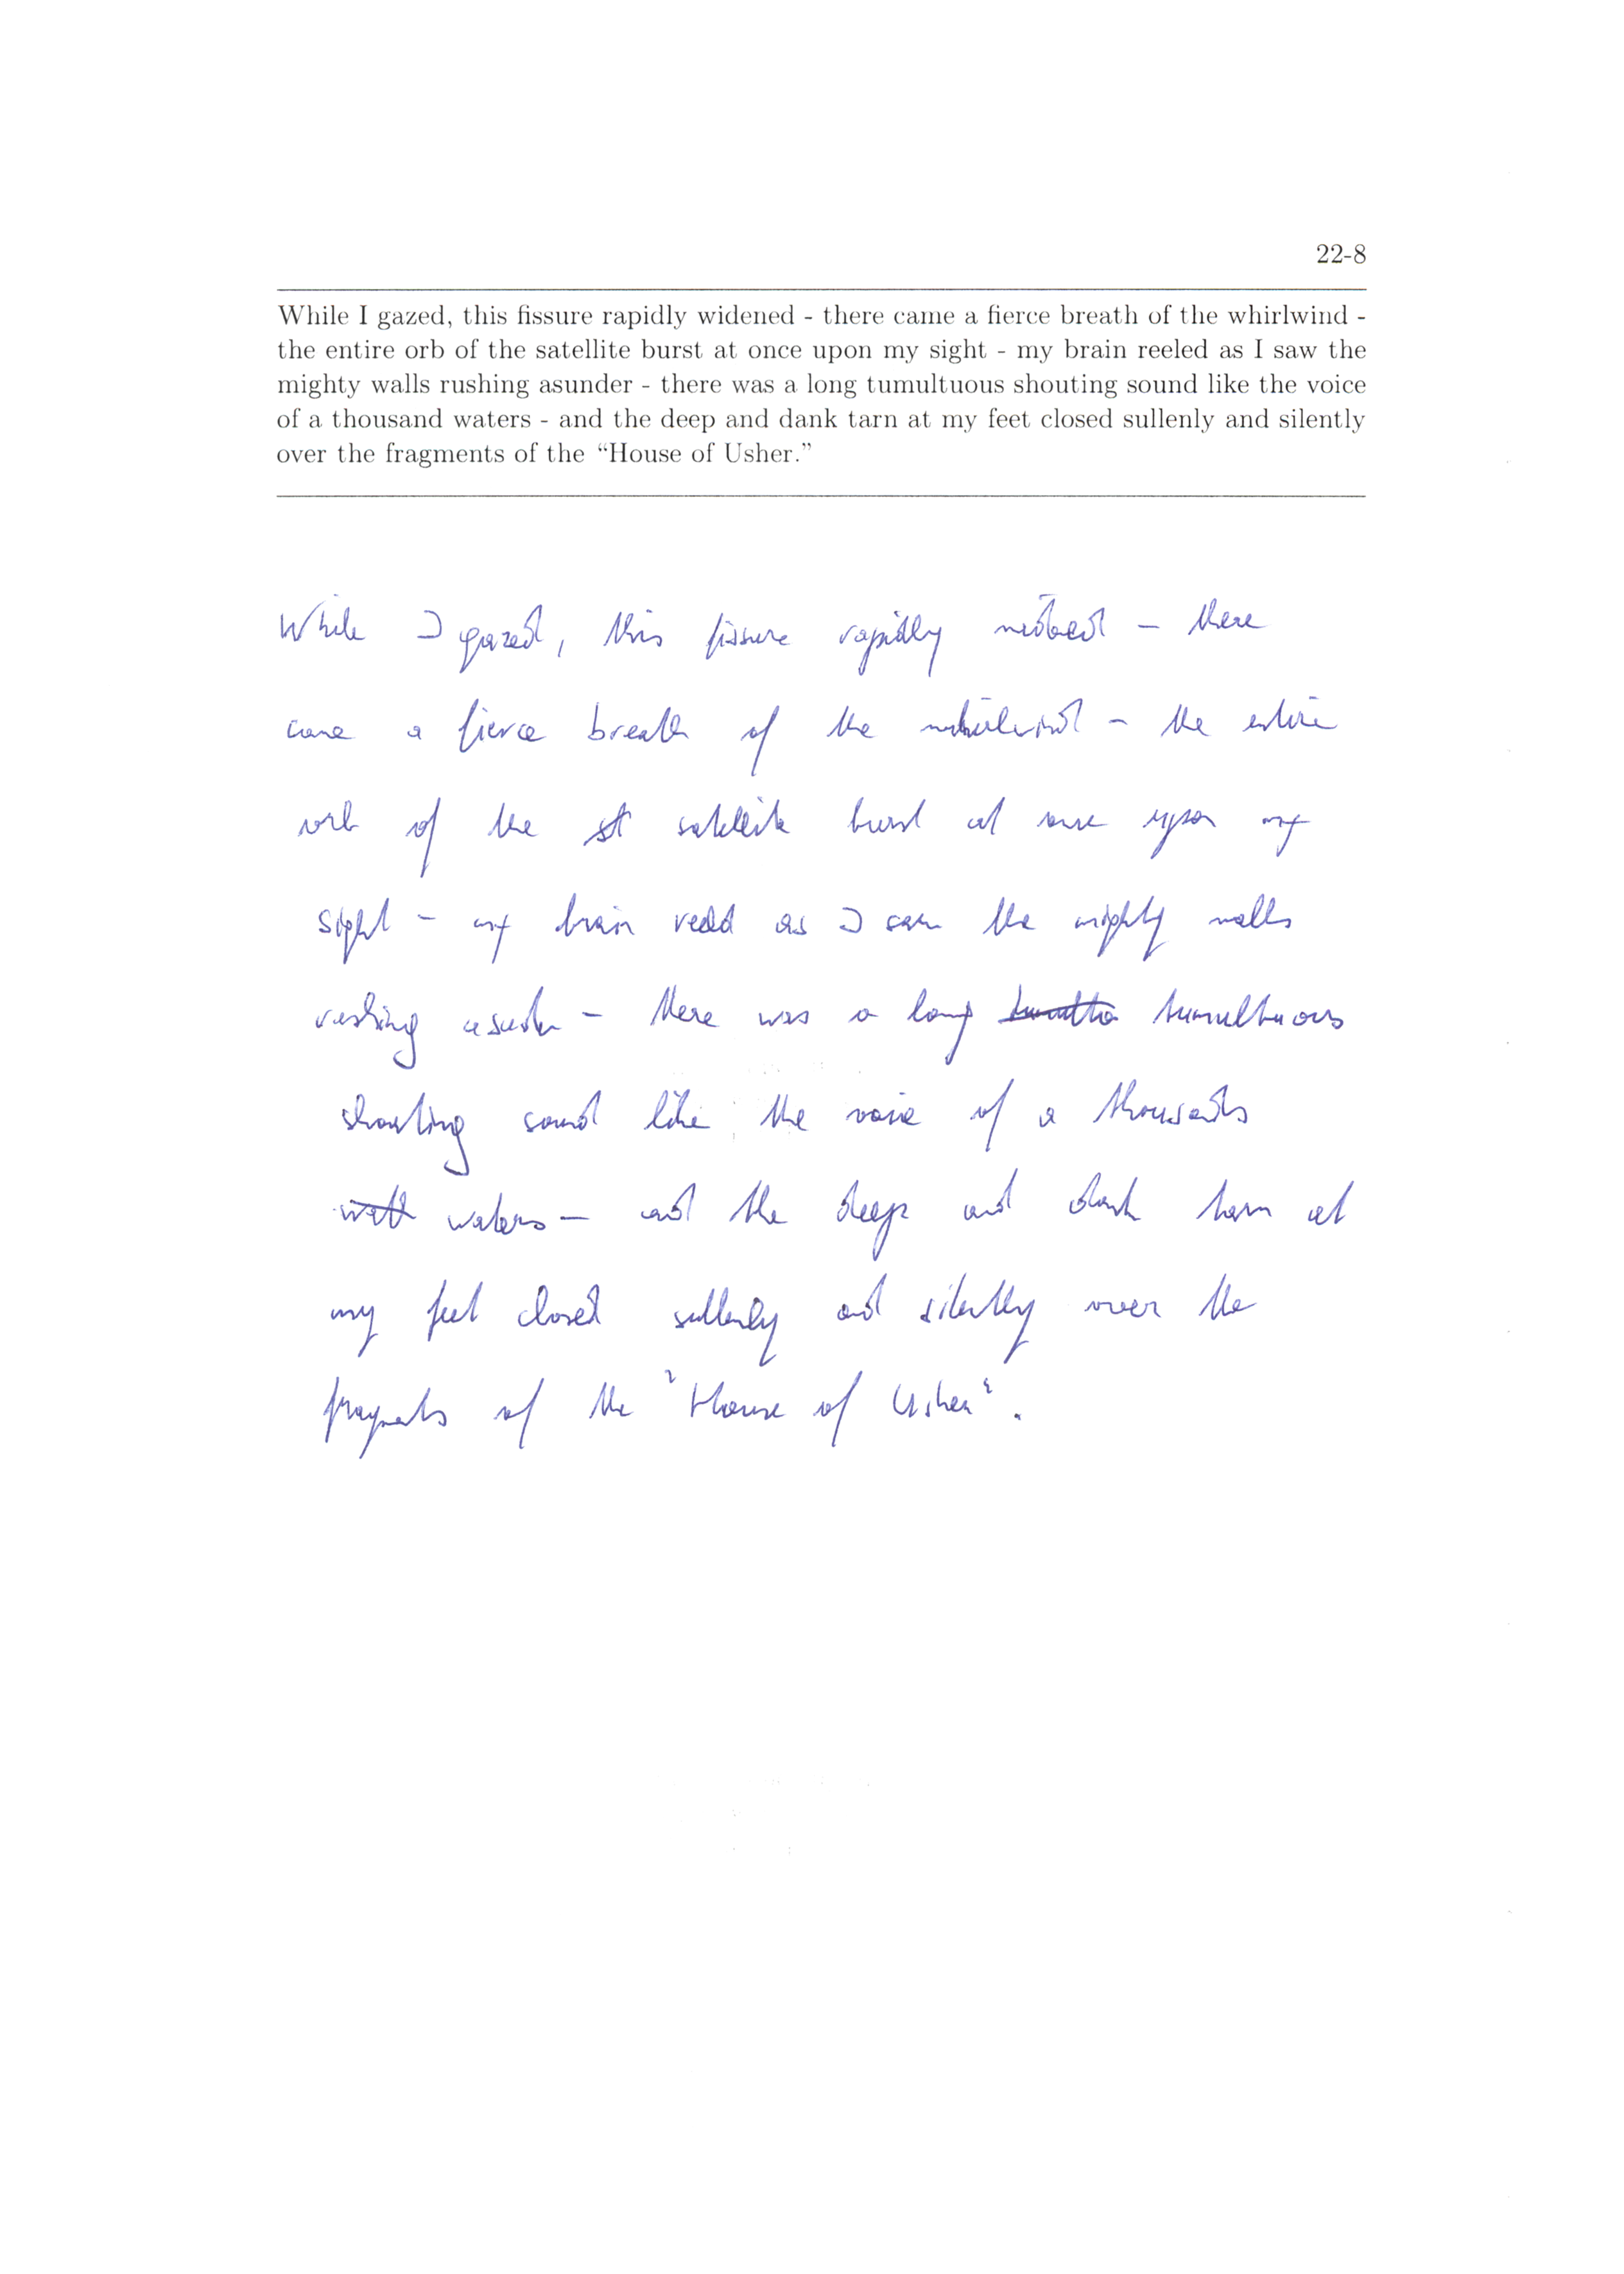 22-8
While I gazed, this fissure rapidly widened - there came a fierce breath of the whirlwind -
the entire orb of the satellite burst at once upon my sight - my brain reeled as I saw the
mighty walls rushing asunder - there was a long tumultuous shouting sound like the voice
of a thousand waters - and the deep and dank tarn at my feet closed sullenly and silently
over the fragments of the “House of Usher.”
While I gazed, this fissure rapidly widened - there
came a fierce breath of the whirlwind - the entire
orb of the st satellite burst at once upon my
sight - my brain reeled as I saw the mighty walls
rushing asunder - there was a long tumultuous
shouting sound like the voice of a thousands
waters - and the deep and dank tarn at
my feet closed sullenly and silently over the
fragments of the "House of Usher".